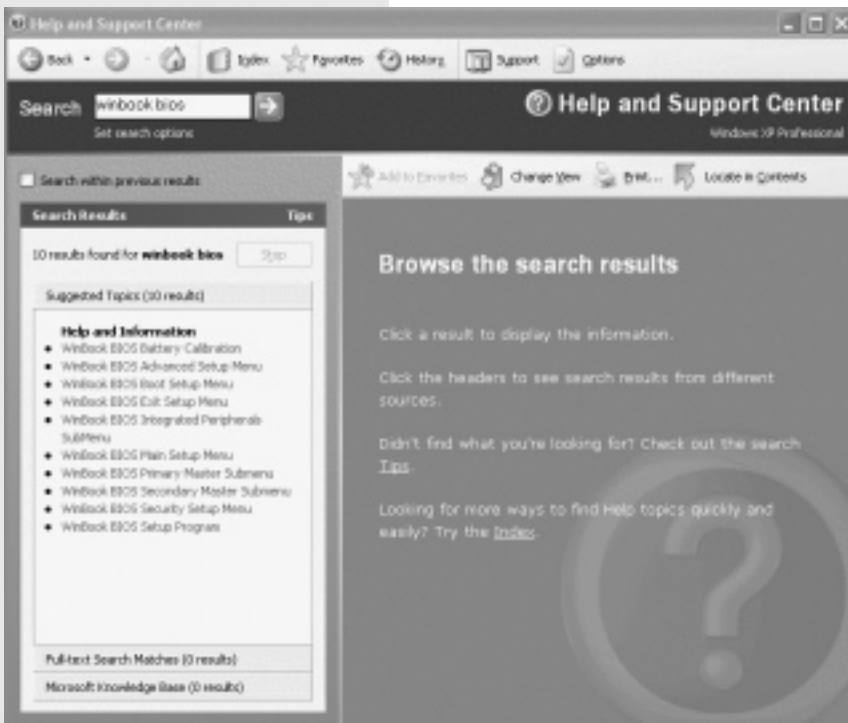 Help and Support Center
Back
Index
Favorites
History
Support
Options
Search
winbook bios
Set search options
Help and Support Center
Windows XP Professional
Search within previous results
Add to Favorites
Change View
Print...
Locate in Contents
Search Results
Tips
10 results found for winbook bios
Stop
Suggested Topics (10 results)
Help and Information
WinBook BIOS Battery Calibration
WinBook BIOS Advanced Setup Menu
WinBook BIOS Boot Setup Menu
WinBook BIOS Exit Setup Menu
WinBook BIOS Integrated Peripherals
SubMenu
WinBook BIOS Main Setup Menu
WinBook BIOS Primary Master Submenu
WinBook BIOS Secondary Master Submenu
WinBook BIOS Security Setup Menu
WinBook BIOS Setup Program
Full-text Search Matches (0 results)
Microsoft Knowledge Base (0 results)
Browse the search results
Click a result to display the information.
Click the headers to see search results from different
sources.
Didn't find what you're looking for? Check out the search
Tips.
Looking for more ways to find Help topics quickly and
easily? Try the Index.